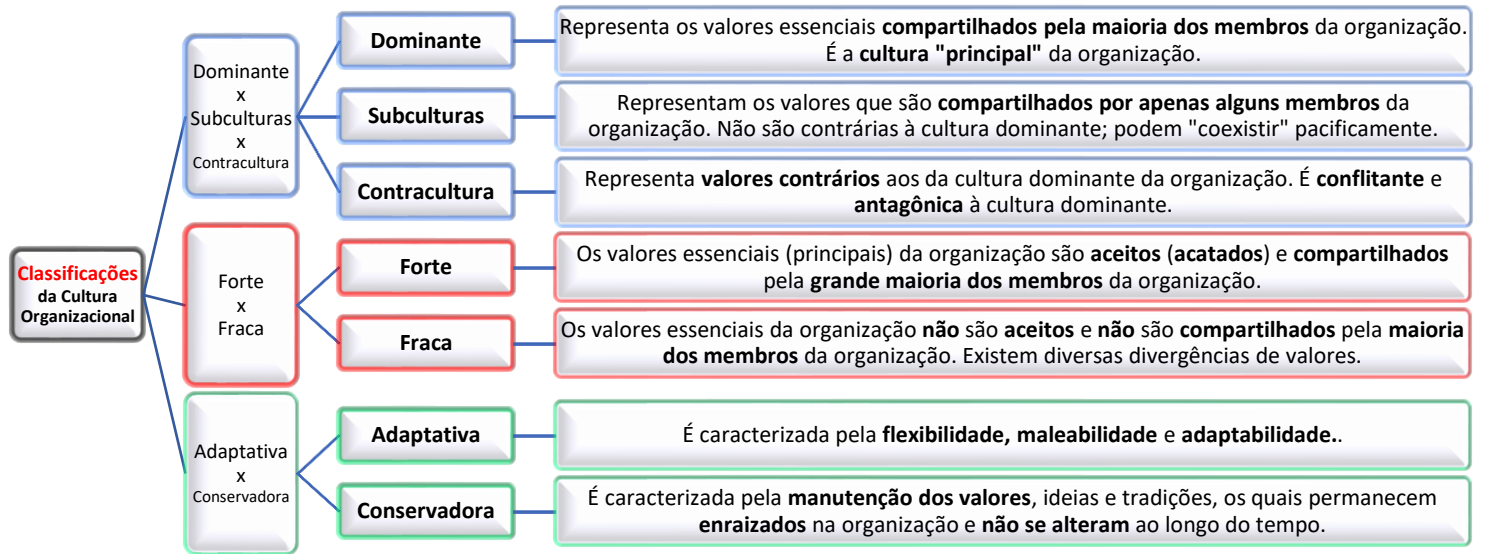 Classificações
da Cultura
Organizacional
Dominante
x
Subculturas
x
Contracultura
Dominante
Representa os valores essenciais compartilhados pela maioria dos membros da organização.
É a cultura "principal" da organização.
Subculturas
Representam os valores que são compartilhados por apenas alguns membros da
organização. Não são contrárias à cultura dominante; podem "coexistir" pacificamente.
Contracultura
Representa valores contrários aos da cultura dominante da organização. É conflitante e
antagônica à cultura dominante.
Forte
x
Fraca
Forte
Os valores essenciais (principais) da organização são aceitos (acatados) e compartilhados
pela grande maioria dos membros da organização.
Fraca
Os valores essenciais da organização não são aceitos e não são compartilhados pela maioria
dos membros da organização. Existem diversas divergências de valores.
Adaptativa
x
Conservadora
Adaptativa
É caracterizada pela flexibilidade, maleabilidade e adaptabilidade..
Conservadora
É caracterizada pela manutenção dos valores, ideias e tradições, os quais permanecem
enraizados na organização e não se alteram ao longo do tempo.